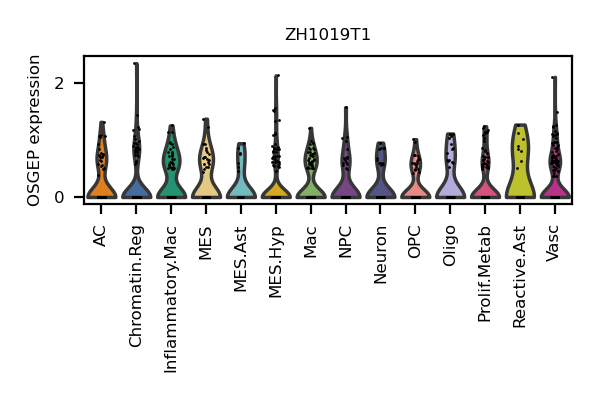 ZH1019T1
OSGEP expression
2
0
AC
Chromatin.Reg
Inflammatory.Mac
MES
MES.Ast
MES.Hyp
Mac
NPC
Neuron
OPC
Oligo
Prolif.Metab
Reactive.Ast
Vasc